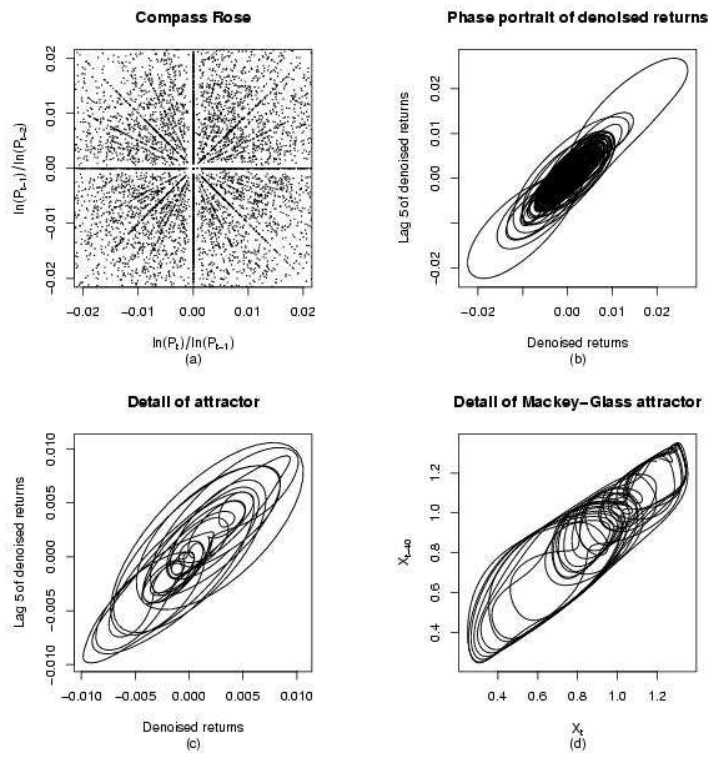 Compass Rose
ln(Pt-1)/ln(Pt-2)
0.02
0.01
0.00
-0.01
-0.02
-0.02 -0.01 0.00 0.01 0.02
ln(Pt)/ln(Pt-1)
(a)
Phase portrait of denoised returns
Lag 5 of denoised returns
0.02
0.00
-0.02
-0.02 0.00 0.01 0.02
Denoised returns
(b)
Detail of attractor
Lag 5 of denoised returns
0.010
0.005
0.000
-0.005
-0.010
-0.010 -0.005 0.000 0.005 0.010
Denoised returns
(c)
Detail of Mackey-Glass attractor
Xt-40
1.2
1.0
0.8
0.6
0.4
0.4 0.6 0.8 1.0 1.2
Xt
(d)